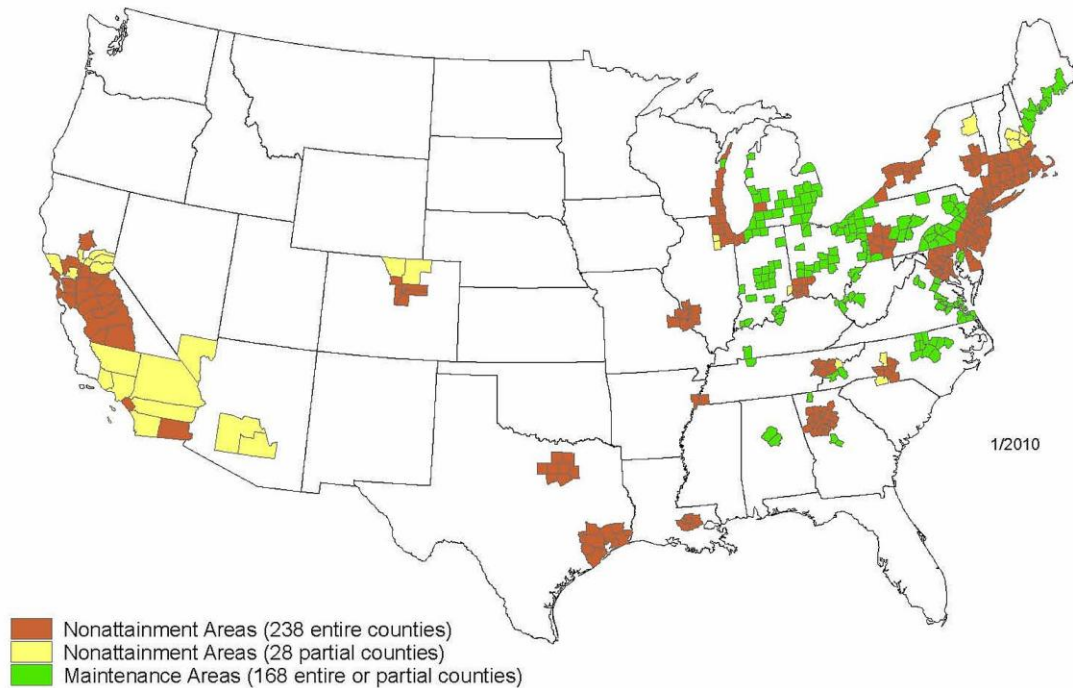 1/2010
Nonattainment Areas (238 entire counties)
Nonattainment Areas (28 partial counties)
Maintenance Areas (168 entire or partial counties)